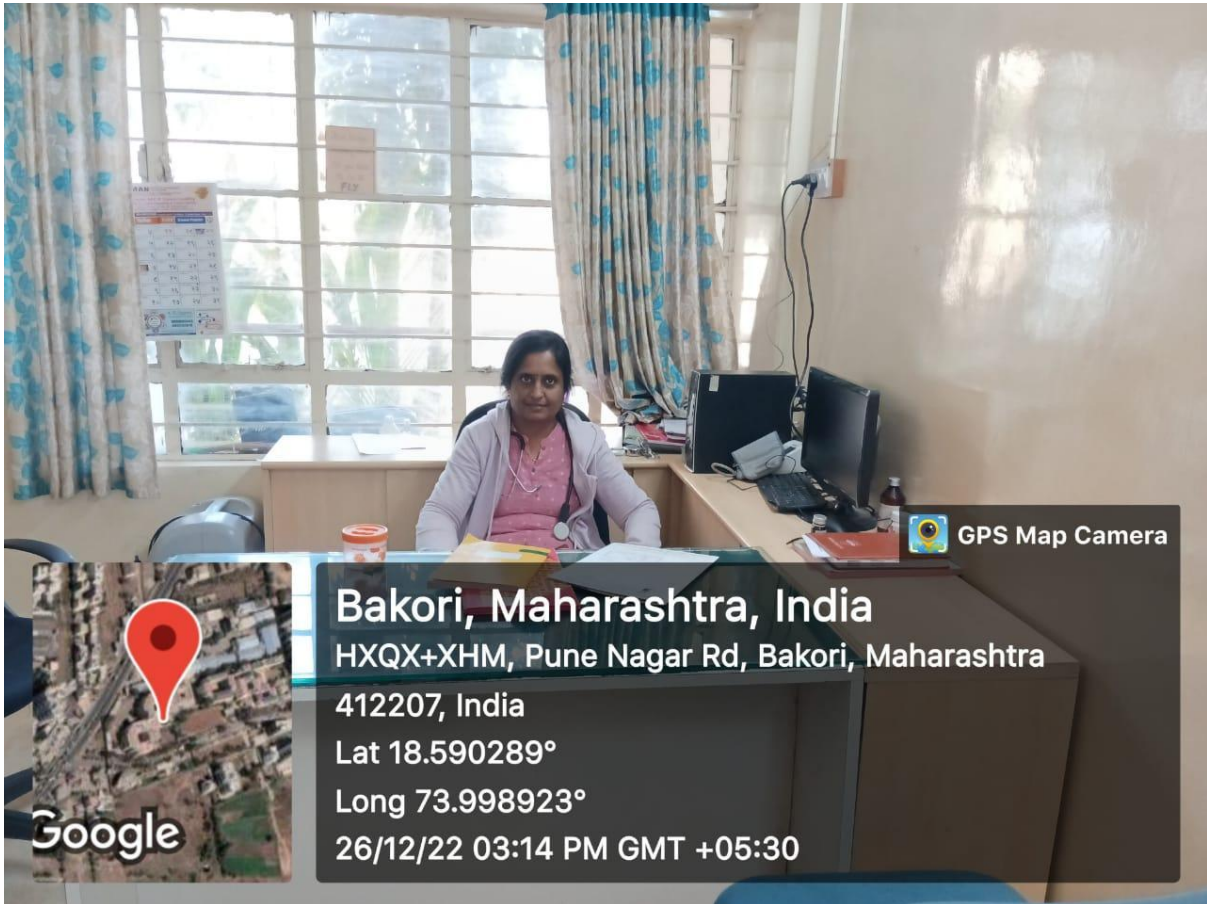 FLY
GPS Map Camera
Bakori, Maharashtra, India
HXQX+XHM, Pune Nagar Rd, Bakori, Maharashtra
412207, India
Lat 18.590289°
Long 73.998923°
26/12/22 03:14 PM GMT +05:30
Google